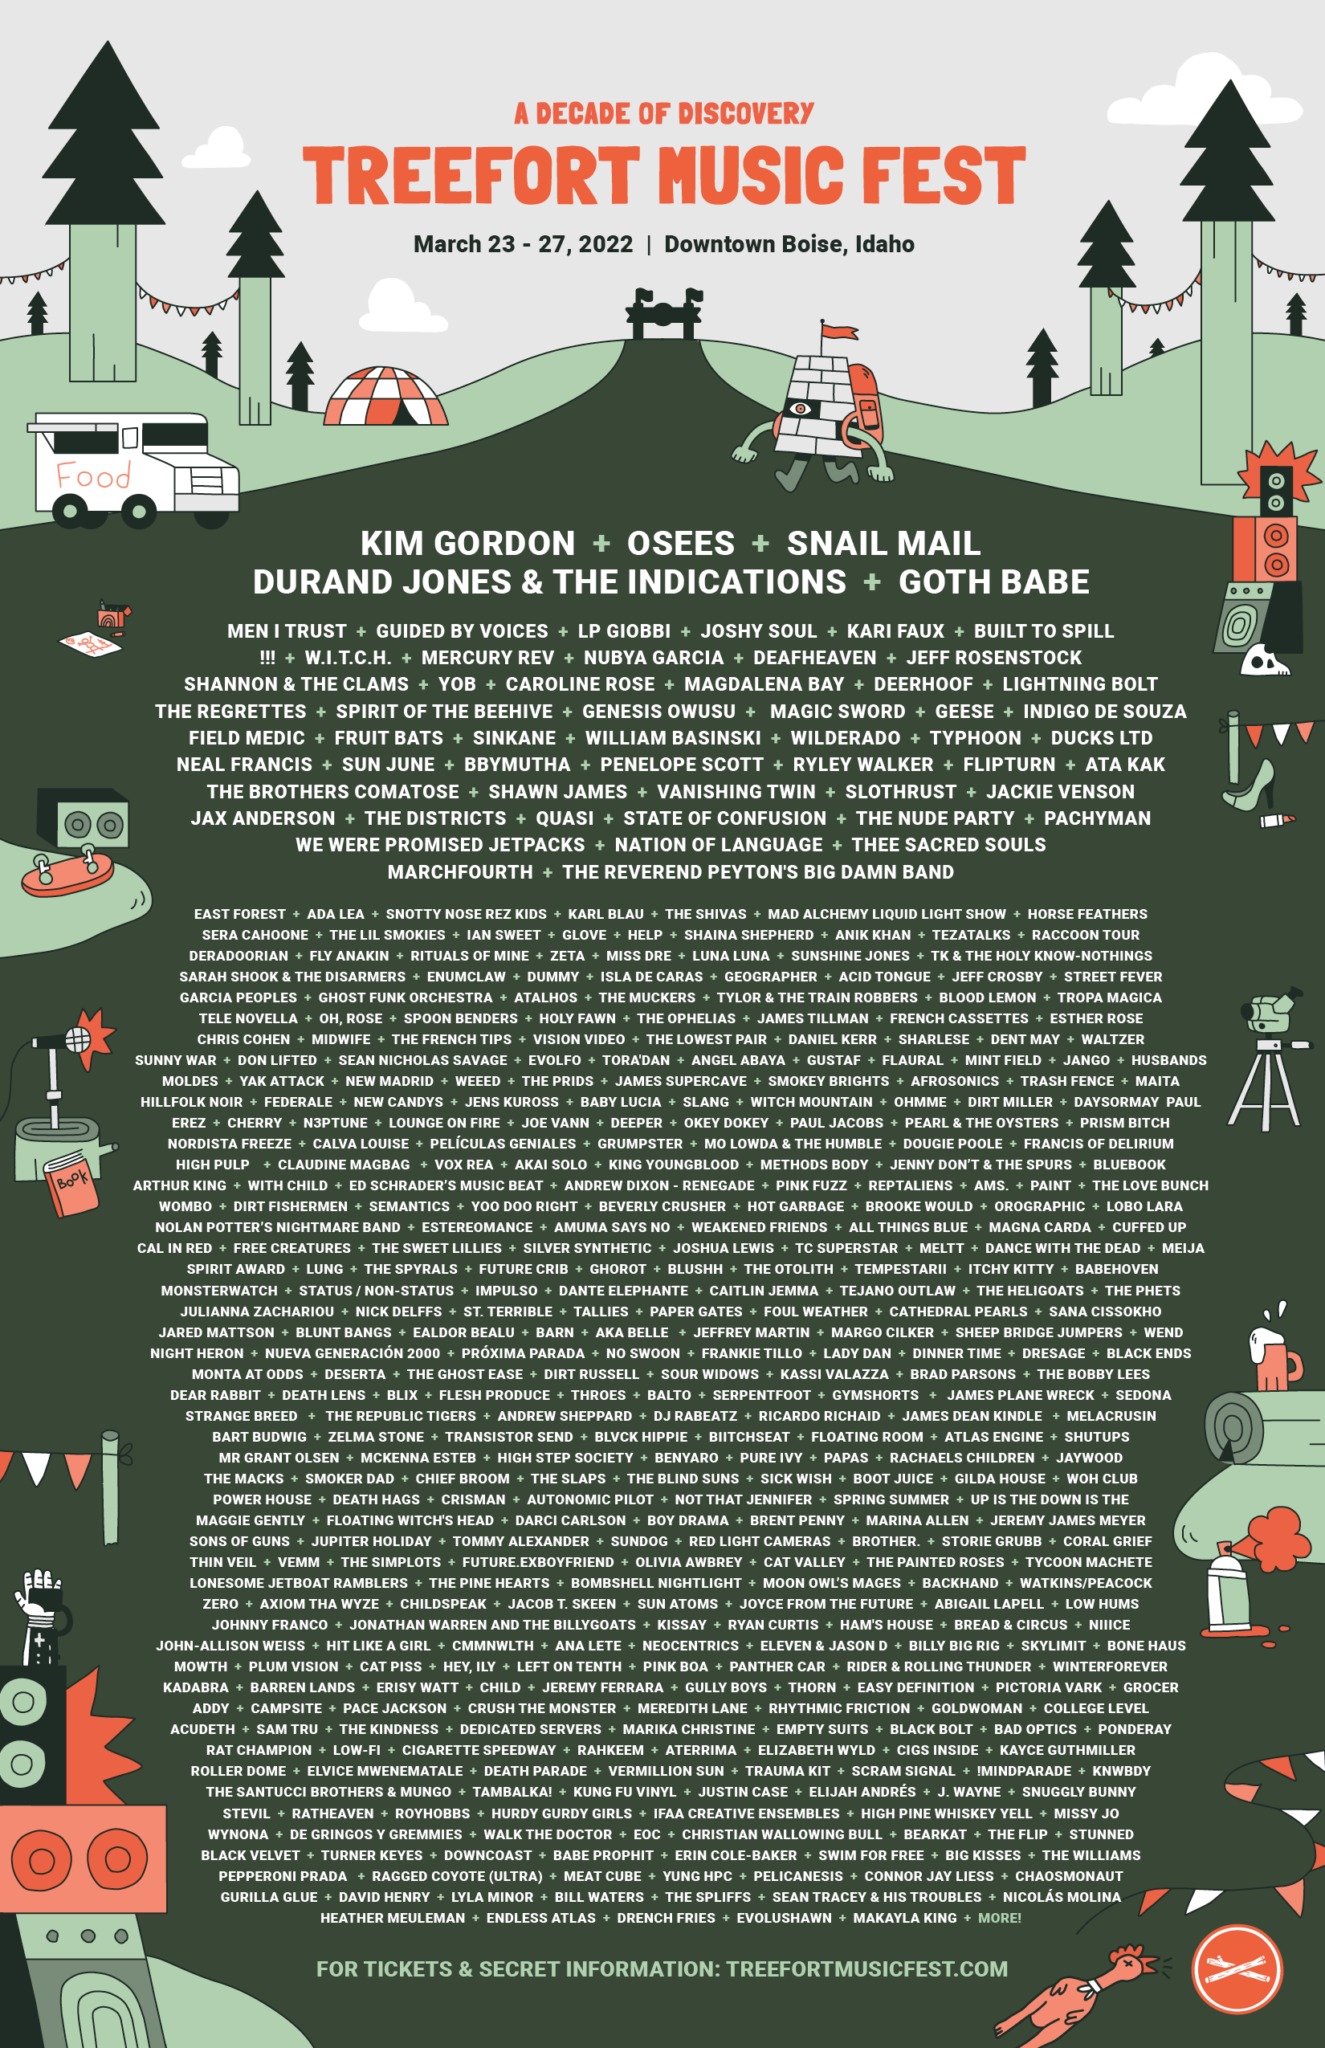 A DECADE OF DISCOVERY
TREEFORT MUSIC FEST
March 23 - 27, 2022 | Downtown Boise, Idaho
Food
KIM GORDON + OSEES + SNAIL MAIL
DURAND JONES & THE INDICATIONS + GOTH BABE
MEN I TRUST + GUIDED BY VOICES + LP GIOBBI + JOSHY SOUL + KARI FAUX + BUILT TO SPILL
!!! + W.I.T.C.H. + MERCURY REV + NUBYA GARCIA + DEAFHEAVEN + JEFF ROSENSTOCK
SHANNON & THE CLAMS + YOB + CAROLINE ROSE + MAGDALENA BAY + DEERHOOF + LIGHTNING BOLT
THE REGRETTES + SPIRIT OF THE BEEHIVE + GENESIS OWUSU + MAGIC SWORD + GEESE + INDIGO DE SOUZA
FIELD MEDIC + FRUIT BATS + SINKANE + WILLIAM BASINSKI + WILDERADO + TYPHOON + DUCKS LTD
NEAL FRANCIS + SUN JUNE + BBYMUTHA + PENELOPE SCOTT + RYLEY WALKER + FLIPTURN + ATA KAK
THE BROTHERS COMATOSE + SHAWN JAMES + VANISHING TWIN + SLOTHRUST + JACKIE VENSON
JAX ANDERSON + THE DISTRICTS + QUASI + STATE OF CONFUSION + THE NUDE PARTY + PACHYMAN
WE WERE PROMISED JETPACKS + NATION OF LANGUAGE + THEE SACRED SOULS
MARCHFOURTH + THE REVEREND PEYTON'S BIG DAMN BAND
EAST FOREST + ADA LEA + SNOTTY NOSE REZ KIDS + KARL BLAU + THE SHIVAS + MAD ALCHEMY LIQUID LIGHT SHOW + HORSE FEATHERS
SERA CAHOONE + THE LIL SMOKIES + IAN SWEET + GLOVE + HELP + SHAINA SHEPHERD + ANIK KHAN + TEZATALKS + RACCOON TOUR
DERADOORIAN + FLY ANAKIN + RITUALS OF MINE + ZETA + MISS DRE + LUNA LUNA + SUNSHINE JONES + TK & THE HOLY KNOW-NOTHINGS
SARAH SHOOK & THE DISARMERS + ENUMCLAW + DUMMY + ISLA DE CARAS + GEOGRAPHER + ACID TONGUE + JEFF CROSBY + STREET FEVER
GARCIA PEOPLES + GHOST FUNK ORCHESTRA + ATALHOS + THE MUCKERS + TYLOR & THE TRAIN ROBBERS + BLOOD LEMON + TROPA MAGICA
TELE NOVELLA + OH, ROSE + SPOON BENDERS + HOLY FAWN + THE OPHELIAS + JAMES TILLMAN + FRENCH CASSETTES + ESTHER ROSE
CHRIS COHEN + MIDWIFE + THE FRENCH TIPS + VISION VIDEO + THE LOWEST PAIR + DANIEL KERR + SHARLESE + DENT MAY + WALTZER
SUNNY WAR + DON LIFTED + SEAN NICHOLAS SAVAGE + EVOLFO + TORA'DAN + ANGEL ABAYA + GUSTAF + FLAURAL + MINT FIELD + JANGO + HUSBANDS
MOLDES + YAK ATTACK + NEW MADRID + WEEED + THE PRIDS + JAMES SUPERCAVE + SMOKEY BRIGHTS + AFROSONICS + TRASH FENCE + MAITA
HILLFOLK NOIR + FEDERALE + NEW CANDYS + JENS KUROSS + BABY LUCIA + SLANG + WITCH MOUNTAIN + OHMME + DIRT MILLER + DAYSORMAY PAUL
EREZ + CHERRY + N3PTUNE + LOUNGE ON FIRE + JOE VANN + DEEPER + OKEY DOKEY + PAUL JACOBS + PEARL & THE OYSTERS + PRISM BITCH
NORDISTA FREEZE + CALVA LOUISE + PELÍCULAS GENIALES + GRUMPSTER + MO LOWDA & THE HUMBLE + DOUGIE POOLE + FRANCIS OF DELIRIUM
HIGH PULP + CLAUDINE MAGBAG + VOX REA + AKAI SOLO + KING YOUNGBLOOD + METHODS BODY + JENNY DON'T & THE SPURS + BLUEBOOK
ARTHUR KING + WITH CHILD + ED SCHRADER'S MUSIC BEAT + ANDREW DIXON - RENEGADE + PINK FUZZ + REPTALIENS + AMS. + PAINT + THE LOVE BUNCH
WOMBO + DIRT FISHERMEN + SEMANTICS + YOO DOO RIGHT + BEVERLY CRUSHER + HOT GARBAGE + BROOKE WOULD + OROGRAPHIC + LOBO LARA
NOLAN POTTER'S NIGHTMARE BAND + ESTEREOMANCE + AMUMA SAYS NO + WEAKENED FRIENDS + ALL THINGS BLUE + MAGNA CARDA + CUFFED UP
CAL IN RED + FREE CREATURES + THE SWEET LILLIES + SILVER SYNTHETIC + JOSHUA LEWIS + TC SUPERSTAR + MELTT + DANCE WITH THE DEAD + MEIJA
SPIRIT AWARD + LUNG + THE SPYRALS + FUTURE CRIB + GHOROT + BLUSHH + THE OTOLITH + TEMPESTARII + ITCHY KITTY + BABEHOVEN
MONSTERWATCH + STATUS / NON-STATUS + IMPULSO + DANTE ELEPHANTE + CAITLIN JEMMA + TEJANO OUTLAW + THE HELIGOATS + THE PHETS
JULIANNA ZACHARIOU + NICK DELFFS + ST. TERRIBLE + TALLIES + PAPER GATES + FOUL WEATHER + CATHEDRAL PEARLS + SANA CISSOKHO
JARED MATTSON + BLUNT BANGS + EALDOR BEALU + BARN + AKA BELLE + JEFFREY MARTIN + MARGO CILKER + SHEEP BRIDGE JUMPERS + WEND
NIGHT HERON + NUEVA GENERACIÓN 2000 + PRÓXIMA PARADA + NO SWOON + FRANKIE TILLO + LADY DAN + DINNER TIME + DRESAGE + BLACK ENDS
MONTA AT ODDS + DESERTA + THE GHOST EASE + DIRT RUSSELL + SOUR WIDOWS + KASSI VALAZZA + BRAD PARSONS + THE BOBBY LEES
DEAR RABBIT + DEATH LENS + BLIX + FLESH PRODUCE + THROES + BALTO + SERPENTFOOT + GYMSHORTS + JAMES PLANE WRECK + SEDONA
STRANGE BREED + THE REPUBLIC TIGERS + ANDREW SHEPPARD + DJ RABEATZ + RICARDO RICHAID + JAMES DEAN KINDLE + MELACRUSIN
BART BUDWIG + ZELMA STONE + TRANSISTOR SEND + BLVCK HIPPIE + BIITCHSEAT + FLOATING ROOM + ATLAS ENGINE + SHUTUPS
MR GRANT OLSEN + MCKENNA ESTEB + HIGH STEP SOCIETY + BENYARO + PURE IVY + PAPAS + RACHAELS CHILDREN + JAYWOOD
THE MACKS + SMOKER DAD + CHIEF BROOM + THE SLAPS + THE BLIND SUNS + SICK WISH + BOOT JUICE + GILDA HOUSE + WOH CLUB
POWER HOUSE + DEATH HAGS + CRISMAN + AUTONOMIC PILOT + NOT THAT JENNIFER + SPRING SUMMER + UP IS THE DOWN IS THE
MAGGIE GENTLY + FLOATING WITCH'S HEAD + DARCI CARLSON + BOY DRAMA + BRENT PENNY + MARINA ALLEN + JEREMY JAMES MEYER
SONS OF GUNS + JUPITER HOLIDAY + TOMMY ALEXANDER + SUNDOG + RED LIGHT CAMERAS + BROTHER. + STORIE GRUBB + CORAL GRIEF
THIN VEIL + VEMM + THE SIMPLOTS + FUTURE.EXBOYFRIEND + OLIVIA AWBREY + CAT VALLEY + THE PAINTED ROSES + TYCOON MACHETE
LONESOME JETBOAT RAMBLERS + THE PINE HEARTS + BOMBSHELL NIGHTLIGHT + MOON OWL'S MAGES + BACKHAND + WATKINS/PEACOCK
ZERO + AXIOM THA WYZE + CHILDSPEAK + JACOB T. SKEEN + SUN ATOMS + JOYCE FROM THE FUTURE + ABIGAIL LAPELL + LOW HUMS
JOHNNY FRANCO + JONATHAN WARREN AND THE BILLYGOATS + KISSAY + RYAN CURTIS + HAM'S HOUSE + BREAD & CIRCUS + NIIICE
JOHN-ALLISON WEISS + HIT LIKE A GIRL + CMMNWLTH + ANA LETE + NEOCENTRICS + ELEVEN & JASON D + BILLY BIG RIG + SKYLIMIT + BONE HAUS
MOWTH + PLUM VISION + CAT PISS + HEY, ILY + LEFT ON TENTH + PINK BOA + PANTHER CAR + RIDER & ROLLING THUNDER + WINTERFOREVER
KADABRA + BARREN LANDS + ERISY WATT + CHILD + JEREMY FERRARA + GULLY BOYS + THORN + EASY DEFINITION + PICTORIA VARK + GROCER
ADDY + CAMPSITE + PACE JACKSON + CRUSH THE MONSTER + MEREDITH LANE + RHYTHMIC FRICTION + GOLDWOMAN + COLLEGE LEVEL
ACUDETH + SAM TRU + THE KINDNESS + DEDICATED SERVERS + MARIKA CHRISTINE + EMPTY SUITS + BLACK BOLT + BAD OPTICS + PONDERAY
RAT CHAMPION + LOW-FI + CIGARETTE SPEEDWAY + RAHKEEM + ATERRIMA + ELIZABETH WYLD + CIGS INSIDE + KAYCE GUTHMILLER
ROLLER DOME + ELVICE MWENEMATALE + DEATH PARADE + VERMILLION SUN + TRAUMA KIT + SCRAM SIGNAL + !MINDPARADE + KNWBDY
THE SANTUCCI BROTHERS & MUNGO + TAMBALKA! + KUNG FU VINYL + JUSTIN CASE + ELIJAH ANDRÉS + J. WAYNE + SNUGGLY BUNNY
STEVIL + RATHEAVEN + ROYHOBBS + HURDY GURDY GIRLS + IFAA CREATIVE ENSEMBLES + HIGH PINE WHISKEY YELL + MISSY JO
WYNONA + DE GRINGOS Y GREMMIES + WALK THE DOCTOR + EOC + CHRISTIAN WALLOWING BULL + BEARKAT + THE FLIP + STUNNED
BLACK VELVET + TURNER KEYES + DOWNCOAST + BABE PROPHIT + ERIN COLE-BAKER + SWIM FOR FREE + BIG KISSES + THE WILLIAMS
PEPPERONI PRADA + RAGGED COYOTE (ULTRA) + MEAT CUBE + YUNG HPC + PELICANESIS + CONNOR JAY LIESS + CHAOSMONAUT
GURILLA GLUE + DAVID HENRY + LYLA MINOR + BILL WATERS + THE SPLIFFS + SEAN TRACEY & HIS TROUBLES + NICOLÁS MOLINA
HEATHER MEULEMAN + ENDLESS ATLAS + DRENCH FRIES + EVOLUSHAWN + MAKAYLA KING + MORE!
BOOK
FOR TICKETS & SECRET INFORMATION: TREEFORTMUSICFEST.COM